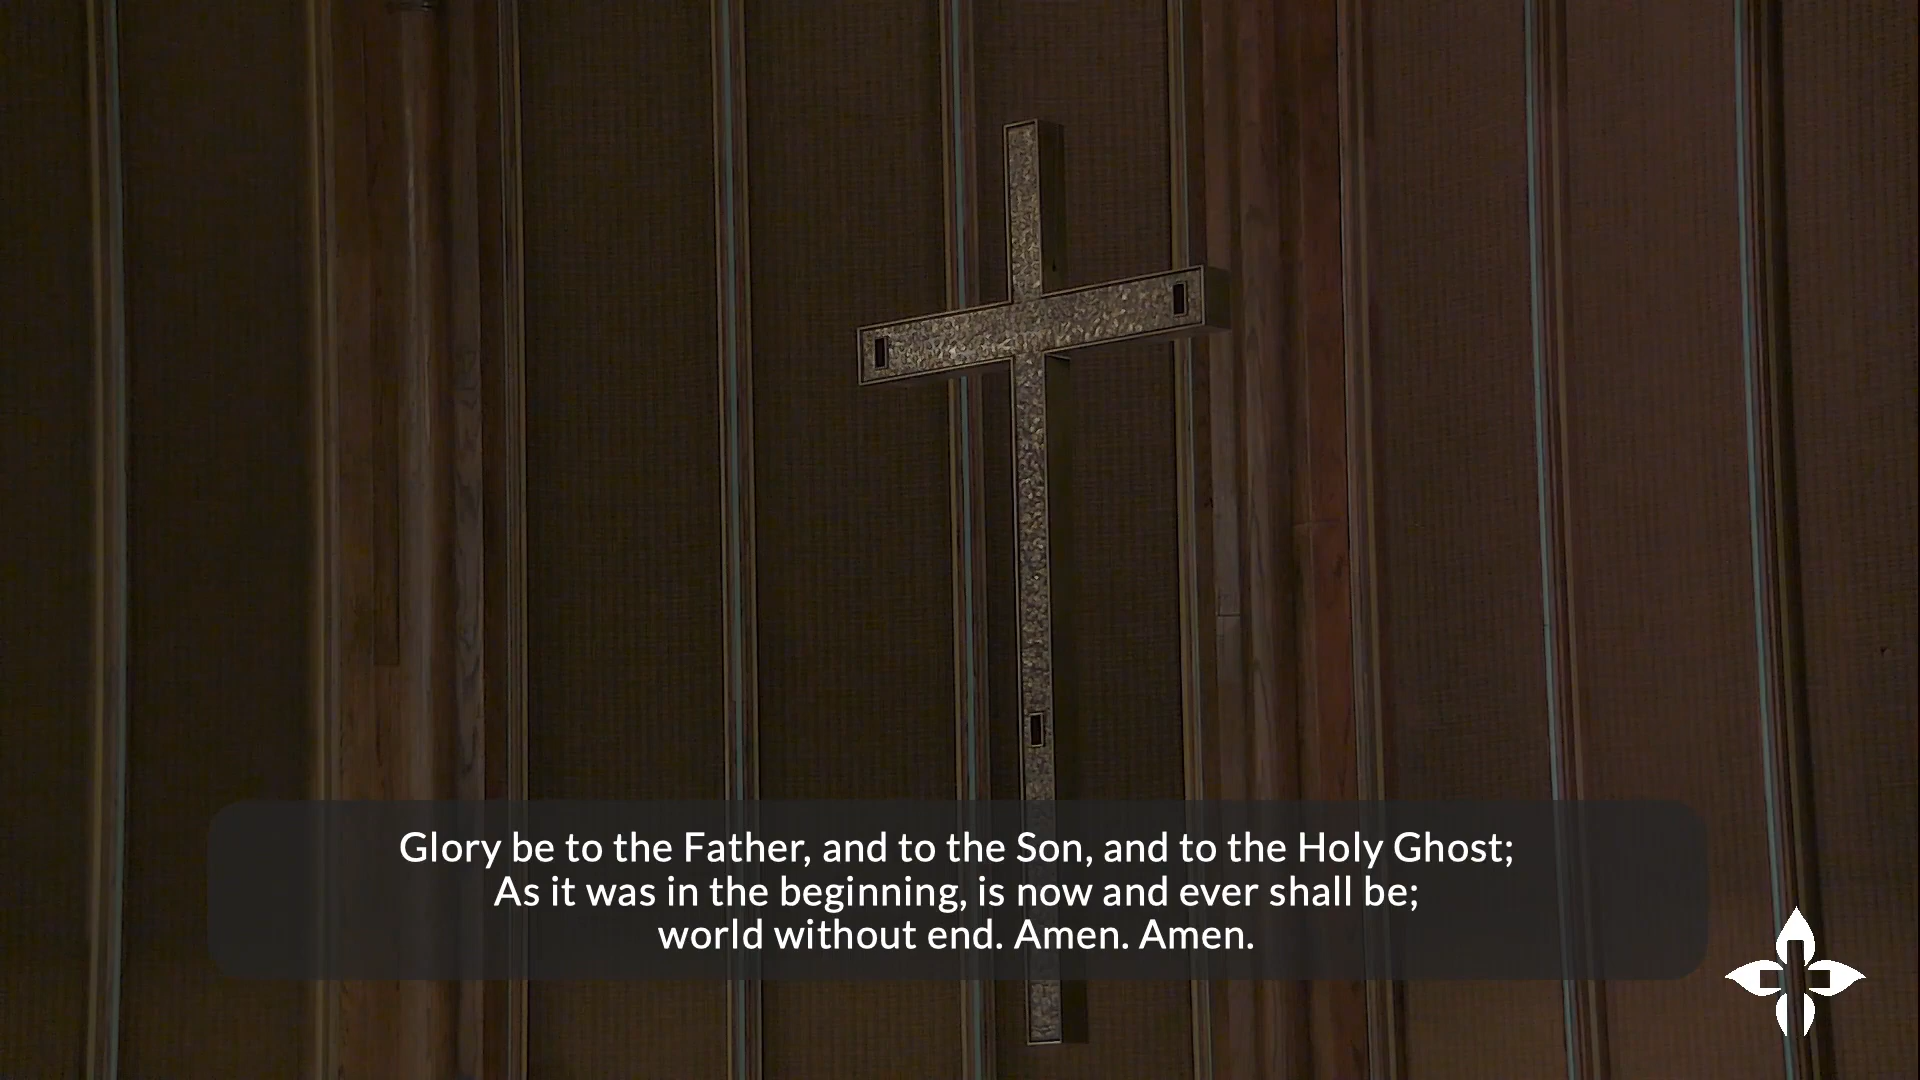 Glory be to the Father, and to the Son, and to the Holy Ghost;
As it was in the beginning, is now and ever shall be;
world without end. Amen. Amen.